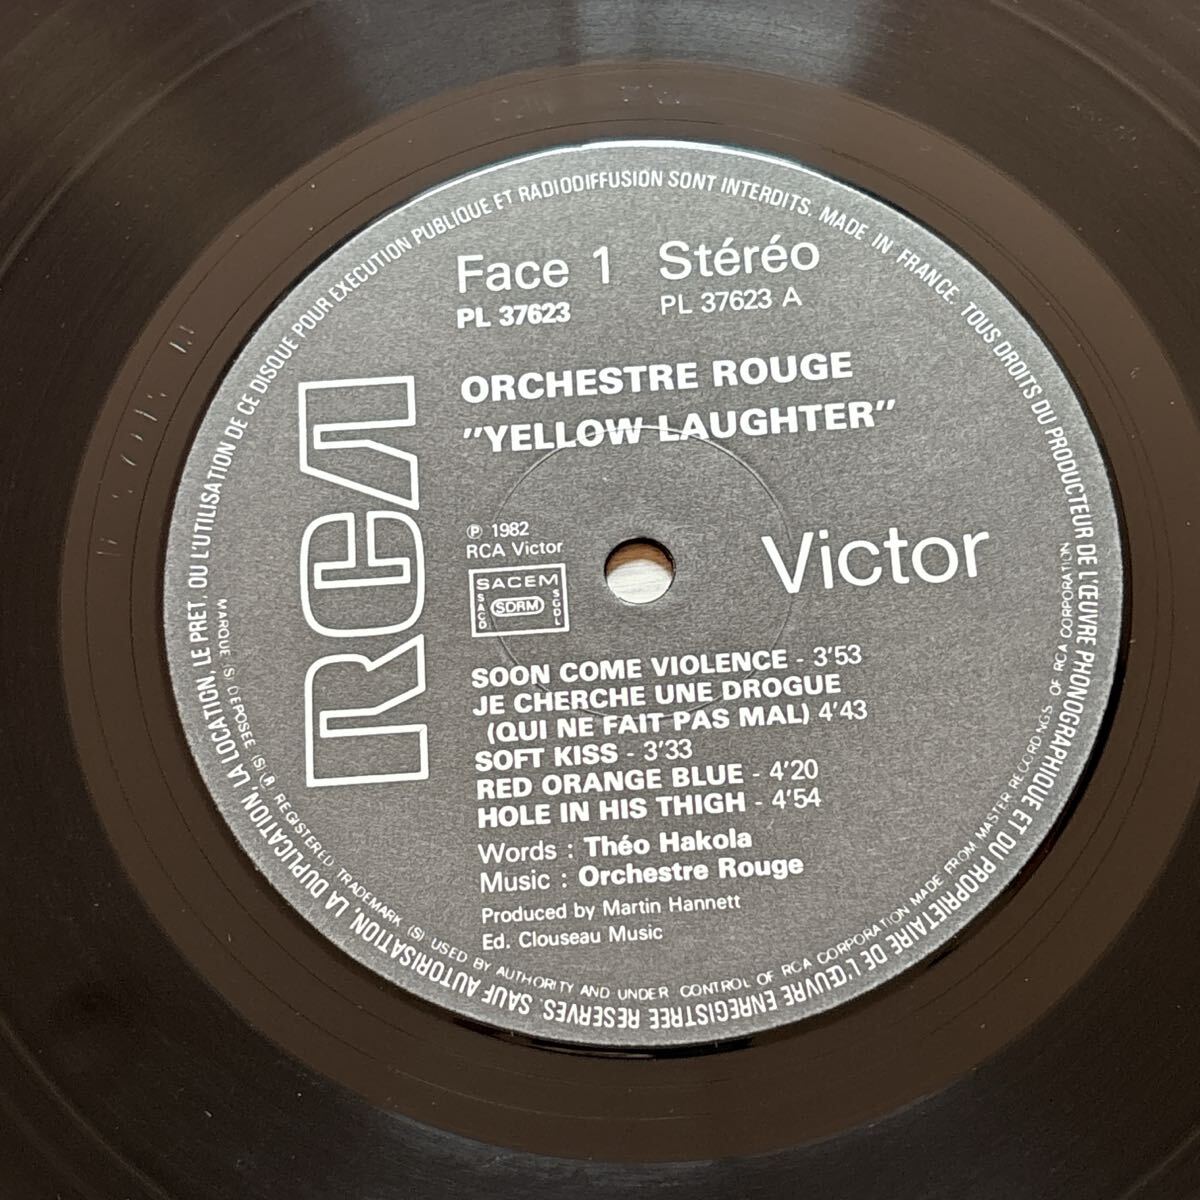 Face 1 Stéréo
PL 37623 PL 37623 A
ORCHESTRE ROUGE
"YELLOW LAUGHTER"
RCA
Ⓟ 1982
RCA Victor
Victor
SACEM
SACD SDRM SGDL
SOON COME VIOLENCE - 3'53
JE CHERCHE UNE DROGUE
(QUI NE FAIT PAS MAL) 4'43
SOFT KISS - 3'33
RED ORANGE BLUE - 4'20
HOLE IN HIS THIGH - 4'54
Words : Théo Hakola
Music : Orchestre Rouge
Produced by Martin Hannett
Ed. Clouseau Music
MADE IN FRANCE. TOUS DROITS DU PRODUCTEUR DE L'ŒUVRE PHONOGRAPHIQUE ET DU PROPRIETAIRE DE L'ŒUVRE ENREGISTREE RESERVES. SAUF AUTORISATION, LA DUPLICATION, LA LOCATION, LE PRET, OU L'UTILISATION DE CE DISQUE POUR EXECUTION PUBLIQUE ET RADIODIFFUSION SONT INTERDITS.
MARQUE (S) DEPOSEE (S)\® REGISTERED TRADEMARK (S) USED BY AUTHORITY AND UNDER CONTROL OF RCA CORPORATION MADE FROM MASTER RECORDINGS OF RCA CORPORATION